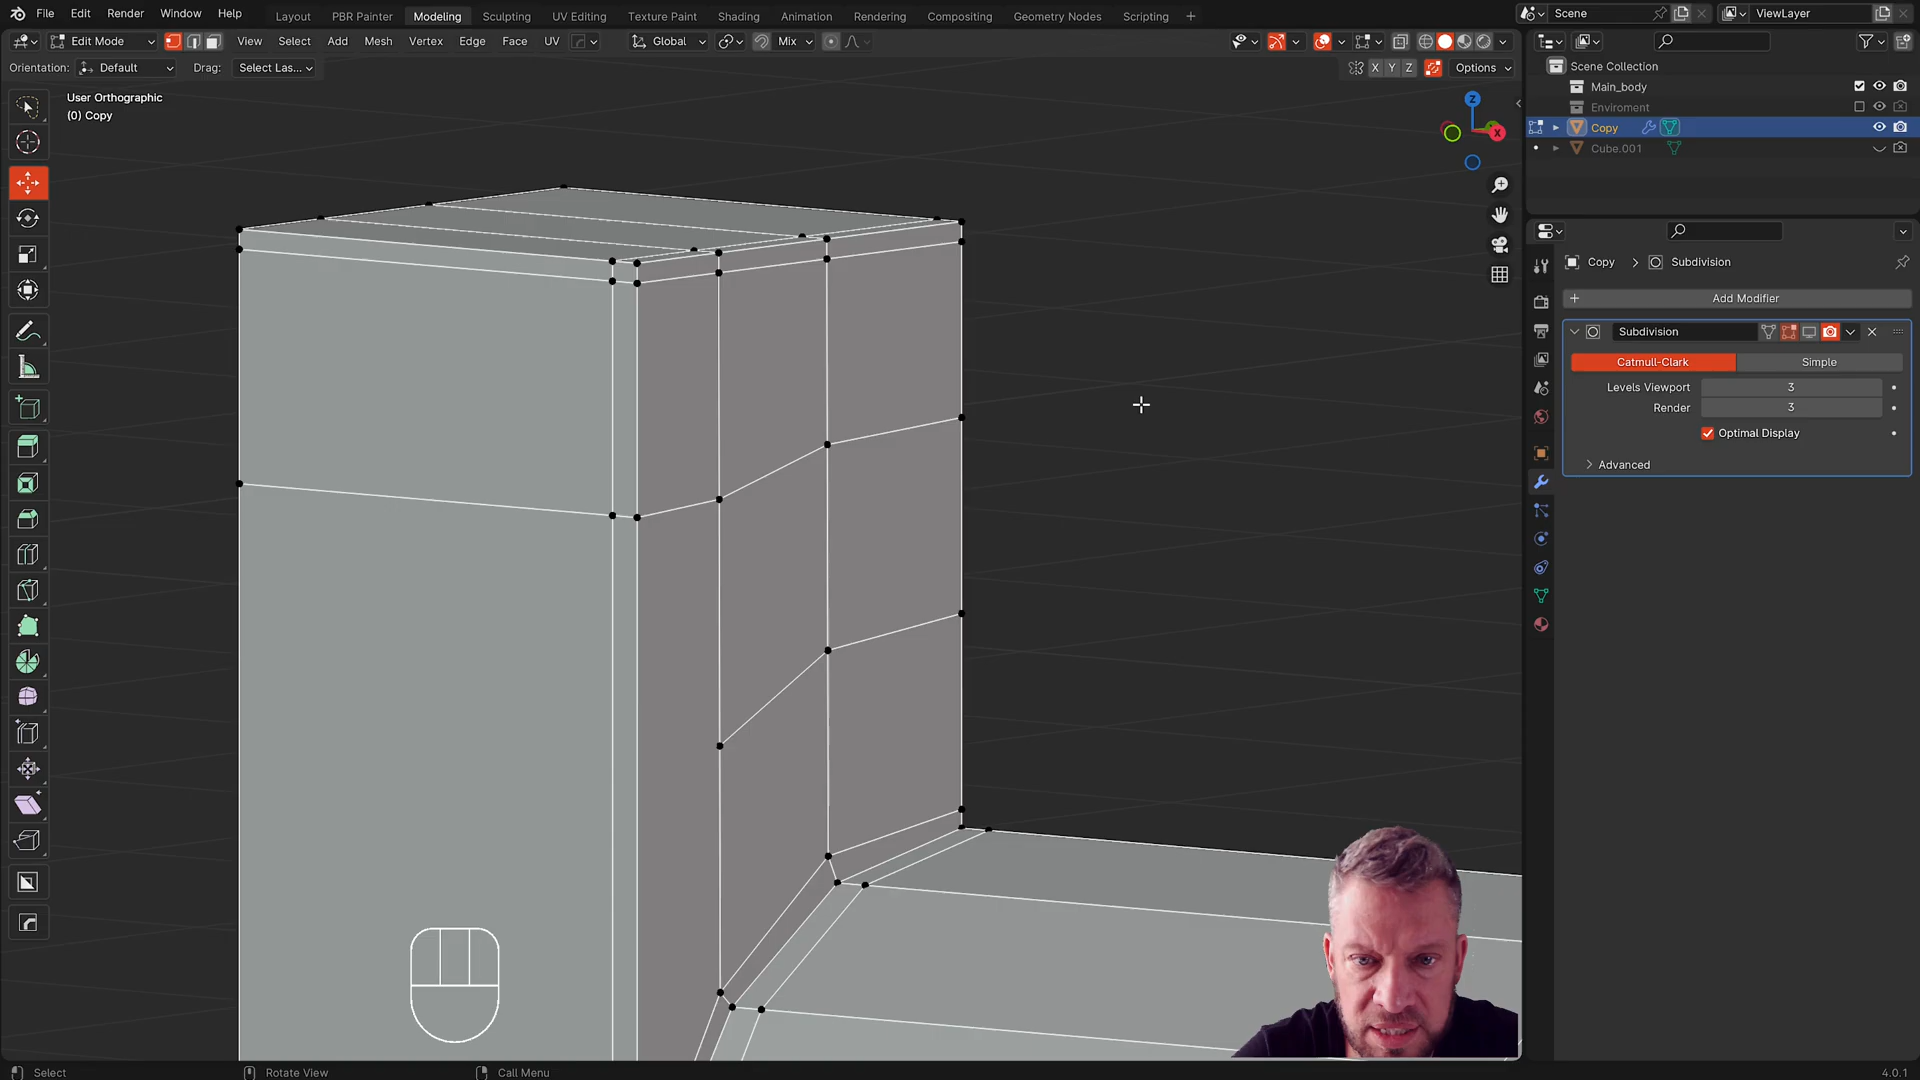 File Edit Render Window Help
Layout PBR Painter Modeling Sculpting UV Editing Texture Paint Shading Animation Rendering Compositing Geometry Nodes Scripting +
Scene
ViewLayer
Edit Mode View Select Add Mesh Vertex Edge Face UV
Global
Mix
Orientation: Default Drag: Select Las...
X Y Z
Options
User Orthographic
(0) Copy
Z
X
Scene Collection
Main_body
Enviroment
Copy
Cube.001
Copy > Subdivision
+ Add Modifier
Subdivision
Catmull-Clark Simple
Levels Viewport 3
Render 3
Optimal Display
Advanced
Select
Rotate View
Call Menu
4.0.1